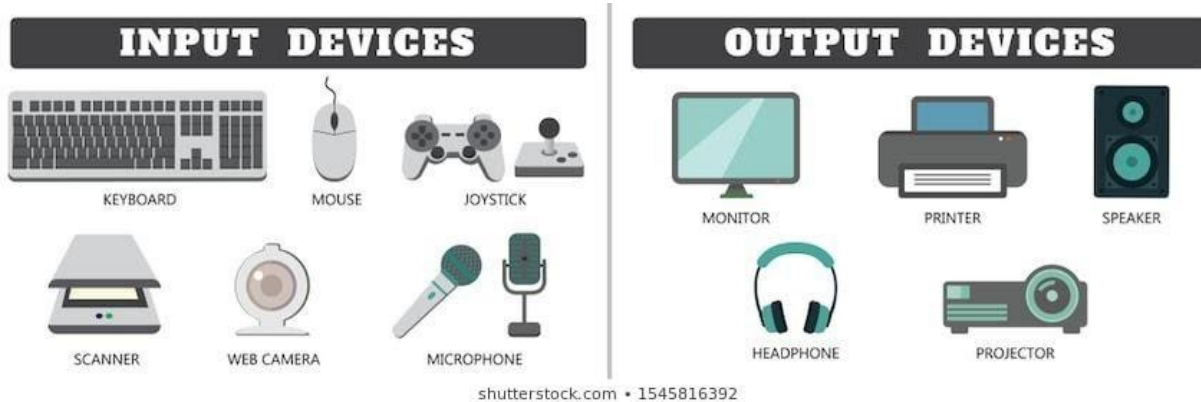 INPUT DEVICES
KEYBOARD
MOUSE
JOYSTICK
SCANNER
WEB CAMERA
MICROPHONE
OUTPUT DEVICES
MONITOR
PRINTER
SPEAKER
HEADPHONE
PROJECTOR
shutterstock.com • 1545816392